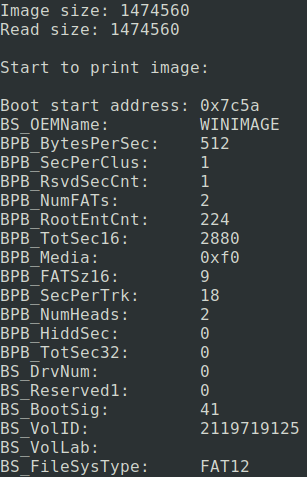 Image size: 1474560
Read size: 1474560
Start to print image:
Boot start address: 0x7c5a
BS_OEMName: WINIMAGE
BPB_BytesPerSec: 512
BPB_SecPerClus: 1
BPB_RsvdSecCnt: 1
BPB_NumFATs: 2
BPB_RootEntCnt: 224
BPB_TotSec16: 2880
BPB_Media: 0xf0
BPB_FATSz16: 9
BPB_SecPerTrk: 18
BPB_NumHeads: 2
BPB_HiddSec: 0
BPB_TotSec32: 0
BS_DrvNum: 0
BS_Reserved1: 0
BS_BootSig: 41
BS_VolID: 2119719125
BS_VolLab:
BS_FileSysType: FAT12